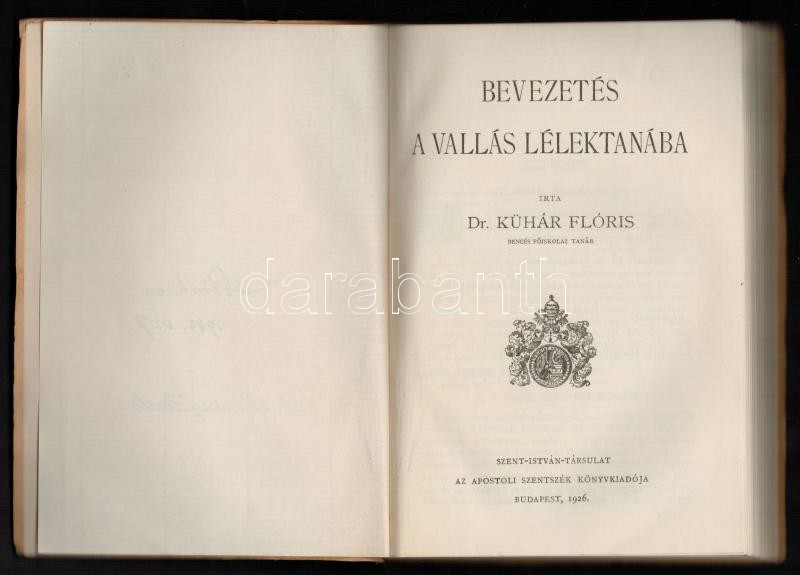 BEVEZETÉS
A VALLÁS LÉLEKTANÁBA
IRTA
Dr. KÜHÁR FLÓRIS
BENCÉS FŐISKOLAI TANÁR
darabanth
SZENT-ISTVÁN-TÁRSULAT
AZ APOSTOLI SZENTSZÉK KÖNYVKIADÓJA
BUDAPEST, 1926.